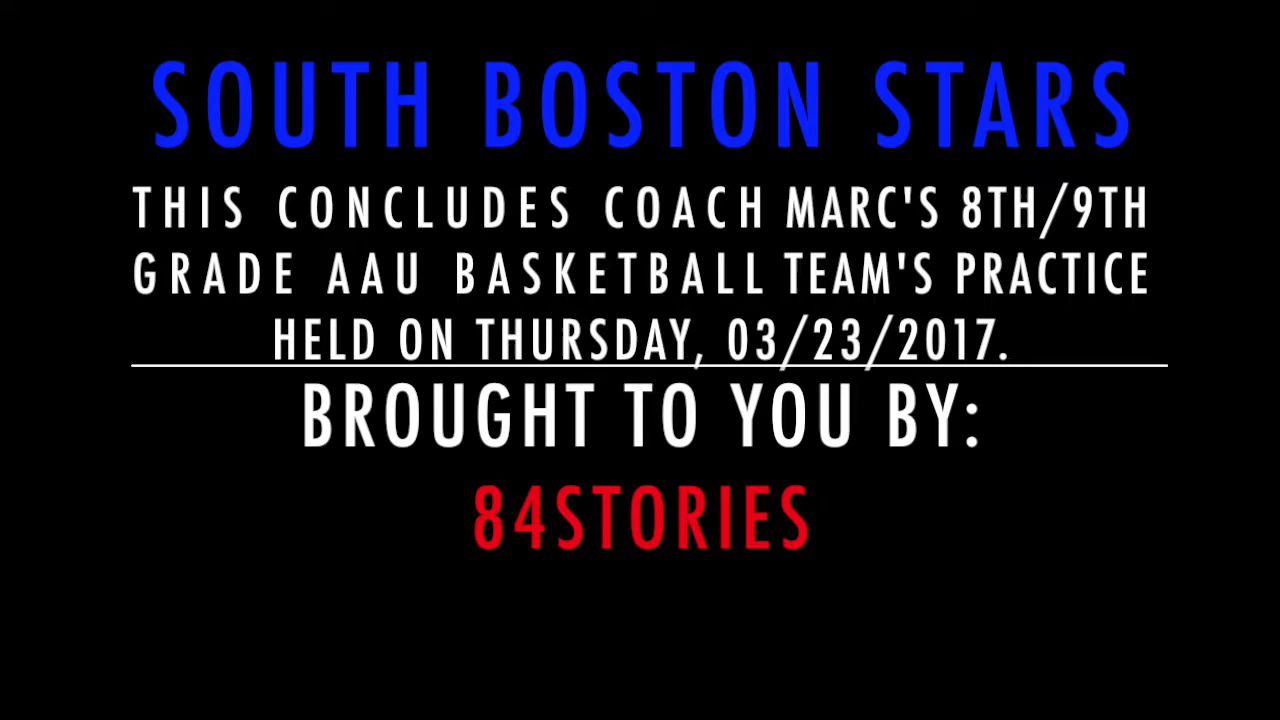 SOUTH BOSTON STARS
THIS CONCLUDES COACH MARC'S 8TH/9TH
GRADE AAU BASKETBALL TEAM'S PRACTICE
HELD ON THURSDAY, 03/23/2017.
BROUGHT TO YOU BY:
84STORIES